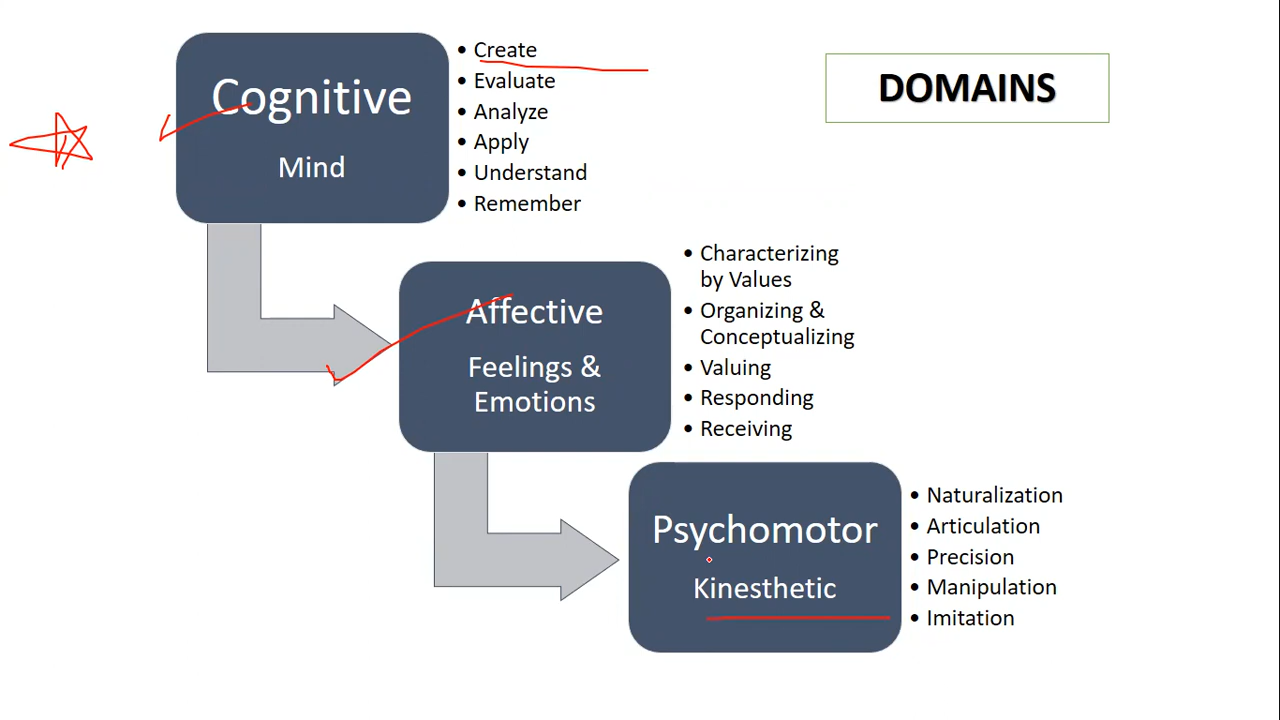 DOMAINS
Cognitive
Mind
• Create
• Evaluate
• Analyze
• Apply
• Understand
• Remember
Affective
Feelings &
Emotions
• Characterizing
by Values
• Organizing &
Conceptualizing
• Valuing
• Responding
• Receiving
Psychomotor
Kinesthetic
• Naturalization
• Articulation
• Precision
• Manipulation
• Imitation